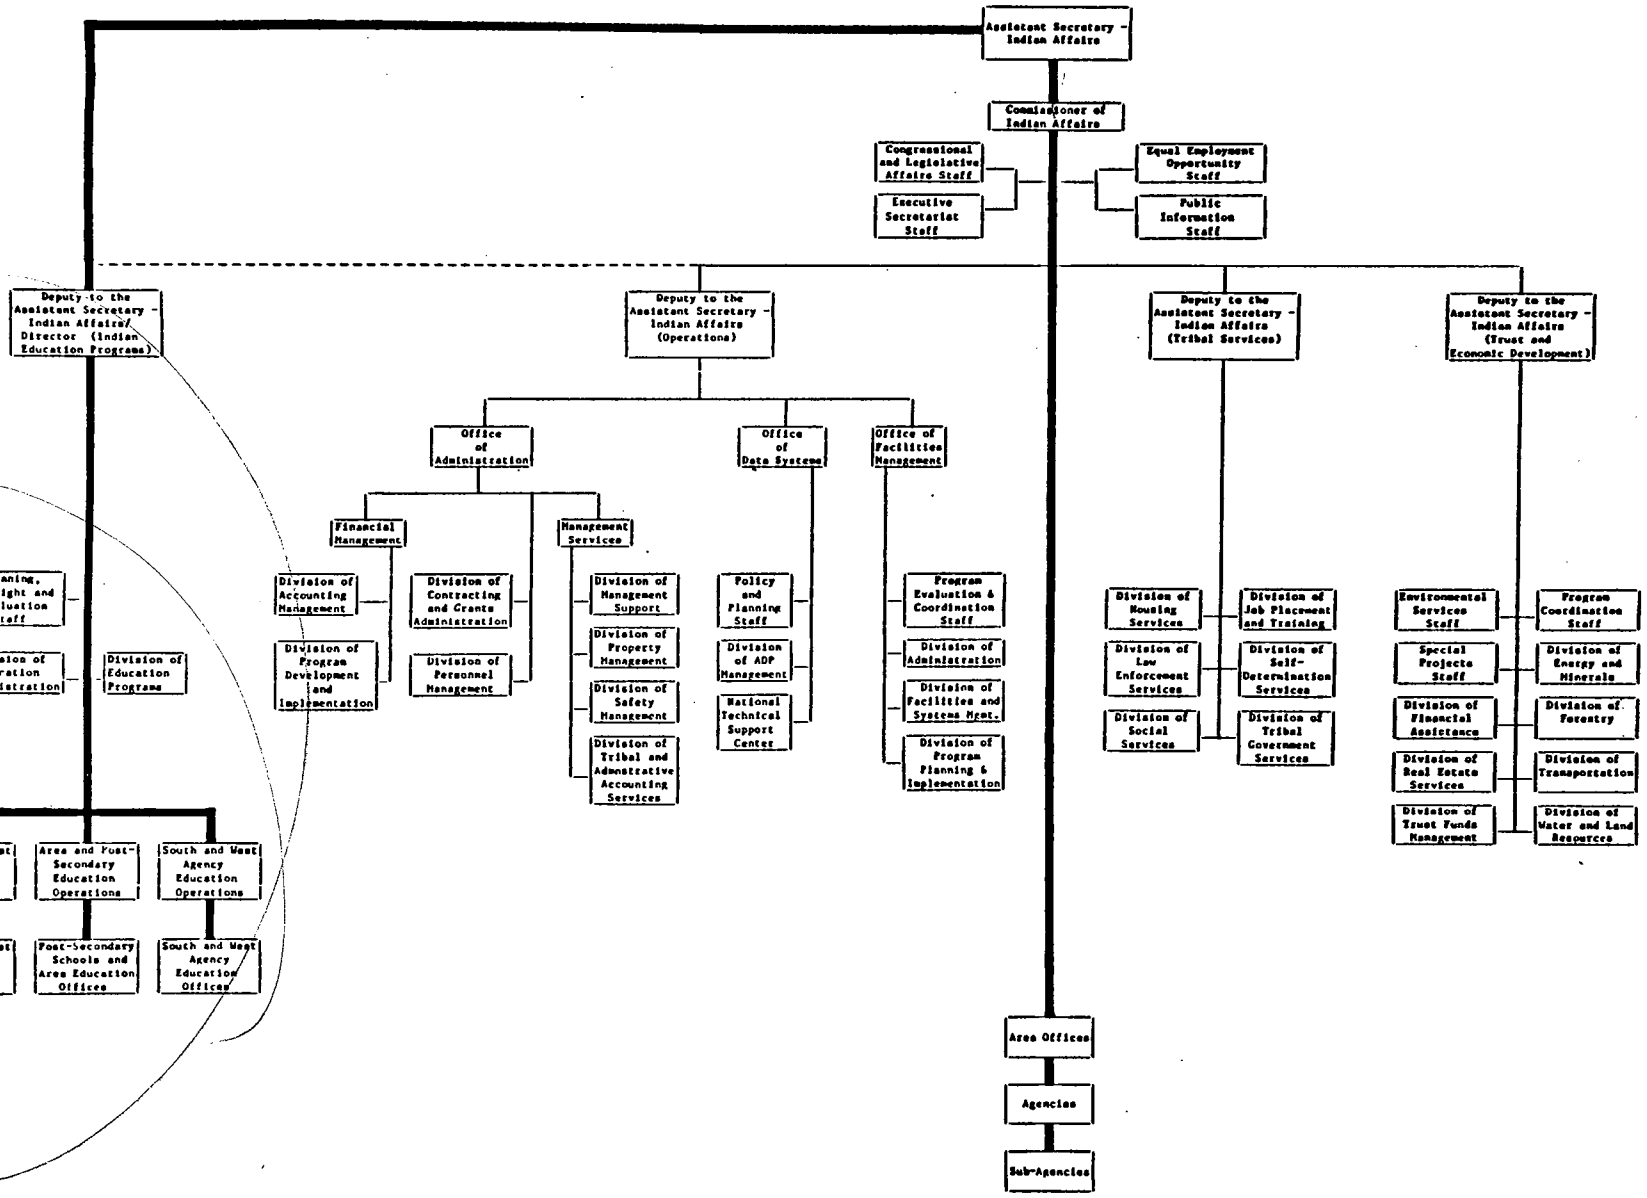 Assistant Secretary -
Indian Affairs
Commissioner of
Indian Affairs
Congressional
and Legislative
Affairs Staff
Equal Employment
Opportunity
Staff
Executive
Secretariat
Staff
Public
Information
Staff
Deputy to the
Assistant Secretary -
Indian Affairs/
Director (Indian
Education Programs)
Deputy to the
Assistant Secretary -
Indian Affairs
(Operations)
Deputy to the
Assistant Secretary -
Indian Affairs
(Tribal Services)
Deputy to the
Assistant Secretary -
Indian Affairs
(Trust and
Economic Development)
Office
of
Administration
Office
of
Data Systems
Office of
Facilities
Management
Financial
Management
Management
Services
aning,
ight and
luation
taff
sion of
ration
istration
Division of
Education
Programs
Division of
Accounting
Management
Division of
Program
Development
and
Implementation
Division of
Contracting
and Grants
Administration
Division of
Personnel
Management
Division of
Management
Support
Division of
Property
Management
Division of
Safety
Management
Division of
Tribal and
Admnstrative
Accounting
Services
Policy
and
Planning
Staff
Division
of ADP
Management
National
Technical
Support
Center
Program
Evaluation &
Coordination
Staff
Division of
Administration
Division of
Facilities and
Systems Mgmt.
Division of
Program
Planning &
Implementation
Division of
Housing
Services
Division of
Job Placement
and Training
Division of
Law
Enforcement
Services
Division of
Self-
Determination
Services
Division of
Social
Services
Division of
Tribal
Government
Services
Environmental
Services
Staff
Program
Coordination
Staff
Special
Projects
Staff
Division of
Energy and
Minerals
Division of
Financial
Assistance
Division of
Forestry
Division of
Real Estate
Services
Division of
Transportation
Division of
Trust Funds
Management
Division of
Water and Land
Resources
st
Area and Post-
Secondary
Education
Operations
South and West
Agency
Education
Operations
st
Post-Secondary
Schools and
Area Education
Offices
South and West
Agency
Education
Offices
Area Offices
Agencies
Sub-Agencies